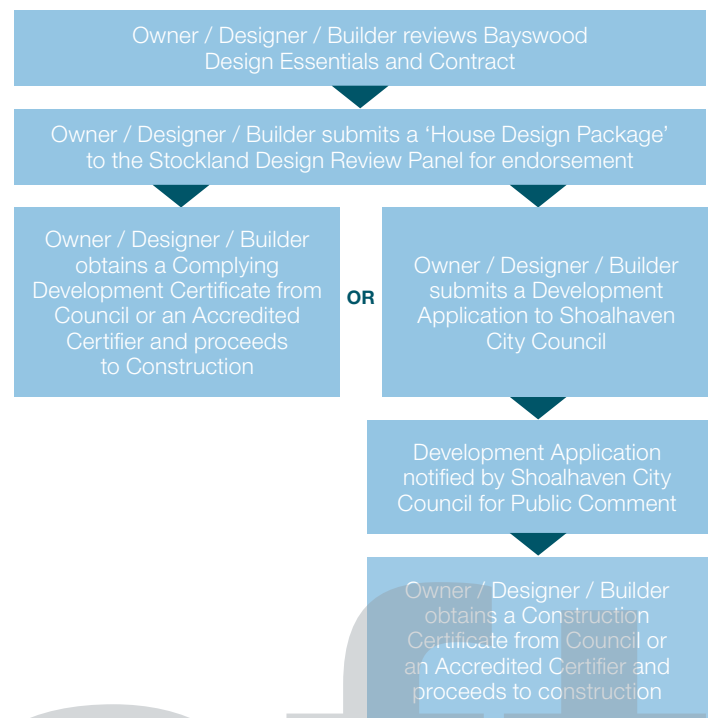 Owner / Designer / Builder reviews Bayswood
Design Essentials and Contract
Owner / Designer / Builder submits a ‘House Design Package’
to the Stockland Design Review Panel for endorsement
Owner / Designer / Builder
obtains a Complying
Development Certificate from
Council or an Accredited
Certifier and proceeds
to Construction
OR
Owner / Designer / Builder
submits a Development
Application to Shoalhaven
City Council
Development Application
notified by Shoalhaven City
Council for Public Comment
Owner / Designer / Builder
obtains a Construction
Certificate from Council or
an Accredited Certifier and
proceeds to construction